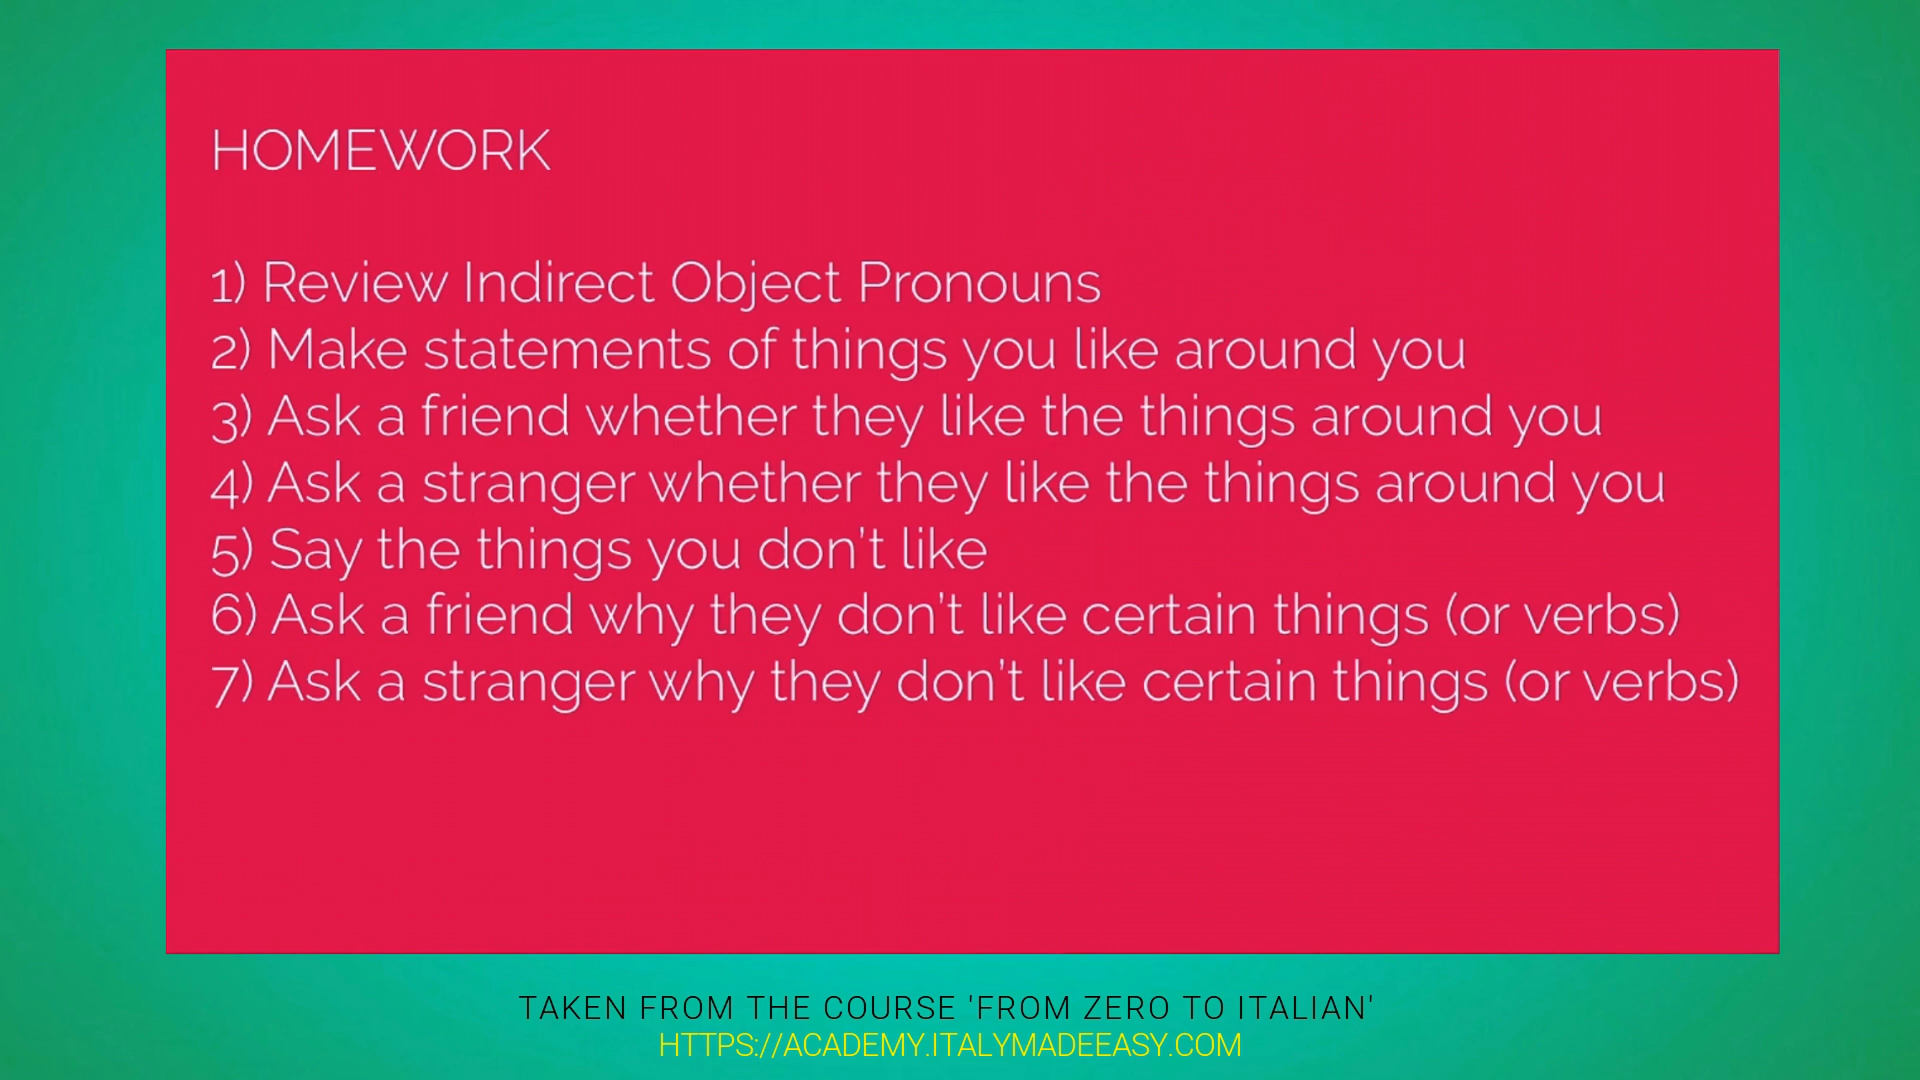 HOMEWORK
1) Review Indirect Object Pronouns
2) Make statements of things you like around you
3) Ask a friend whether they like the things around you
4) Ask a stranger whether they like the things around you
5) Say the things you don't like
6) Ask a friend why they don't like certain things (or verbs)
7) Ask a stranger why they don't like certain things (or verbs)
TAKEN FROM THE COURSE 'FROM ZERO TO ITALIAN'
HTTPS://ACADEMY.ITALYMADEEASY.COM